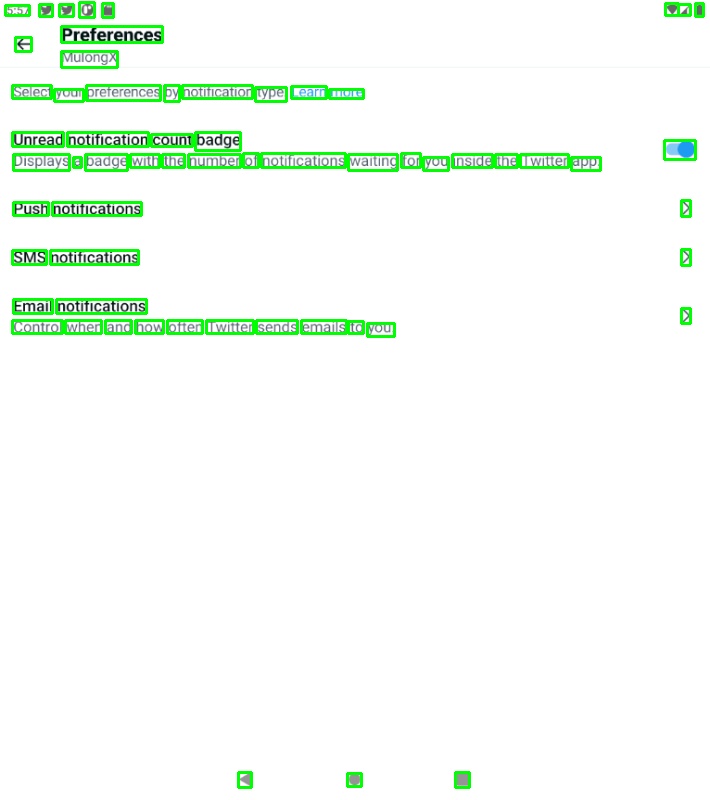 5:57
Preferences
MulongX
Select your preferences by notification type. Learn more
Unread notification count badge
Displays a badge with the number of notifications waiting for you inside the Twitter app.
Push notifications
SMS notifications
Email notifications
Control when and how often Twitter sends emails to you.